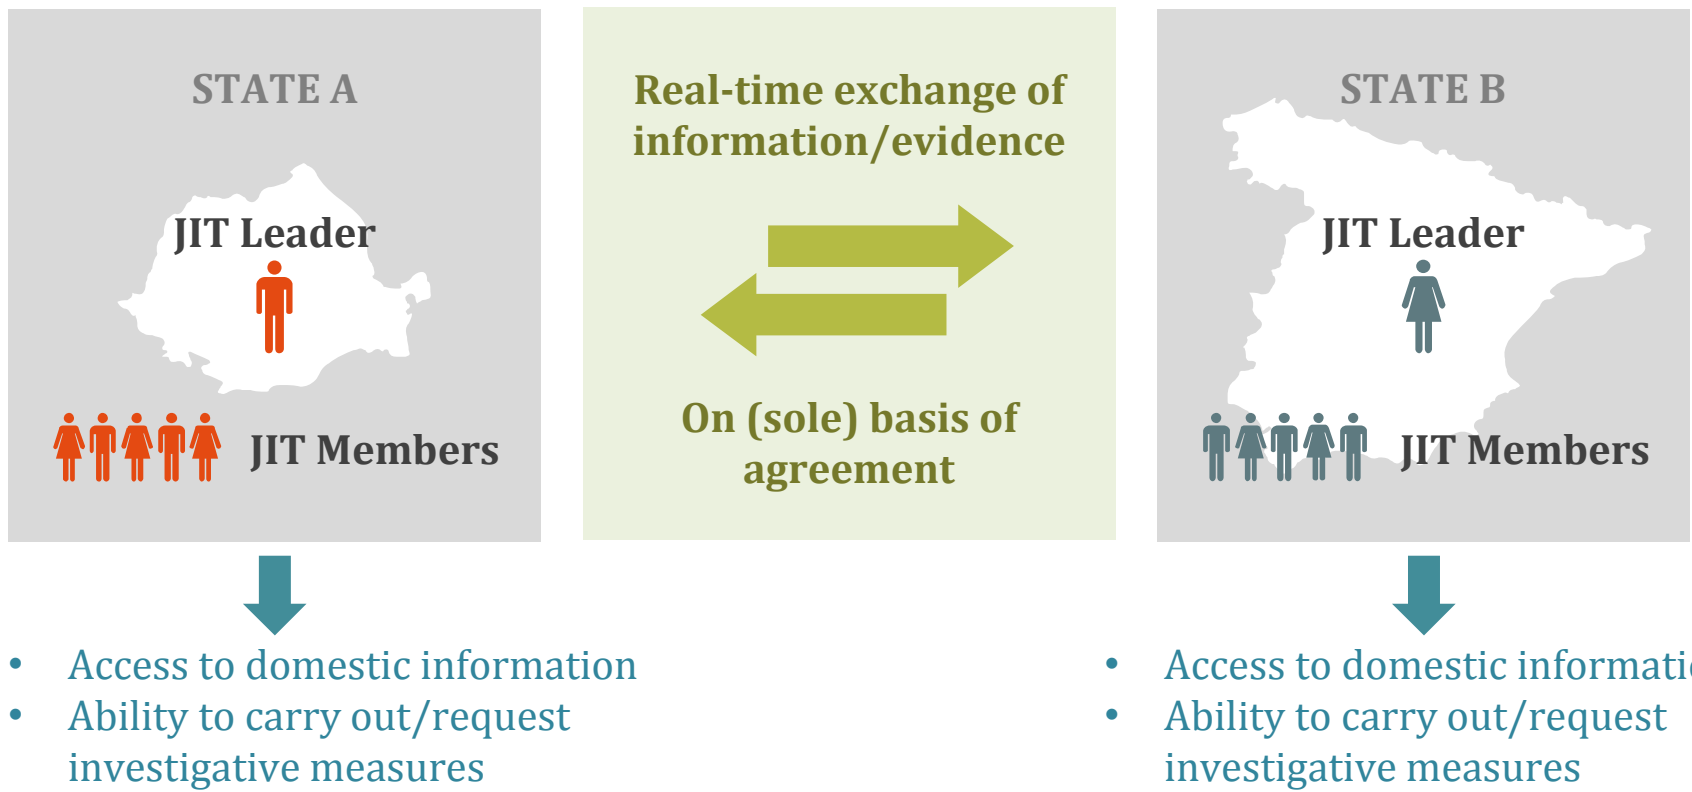 STATE A
JIT Leader
JIT Members
Real-time exchange of
information/evidence
On (sole) basis of
agreement
STATE B
JIT Leader
JIT Members
• Access to domestic information
• Ability to carry out/request
investigative measures
• Access to domestic informati
• Ability to carry out/request
investigative measures